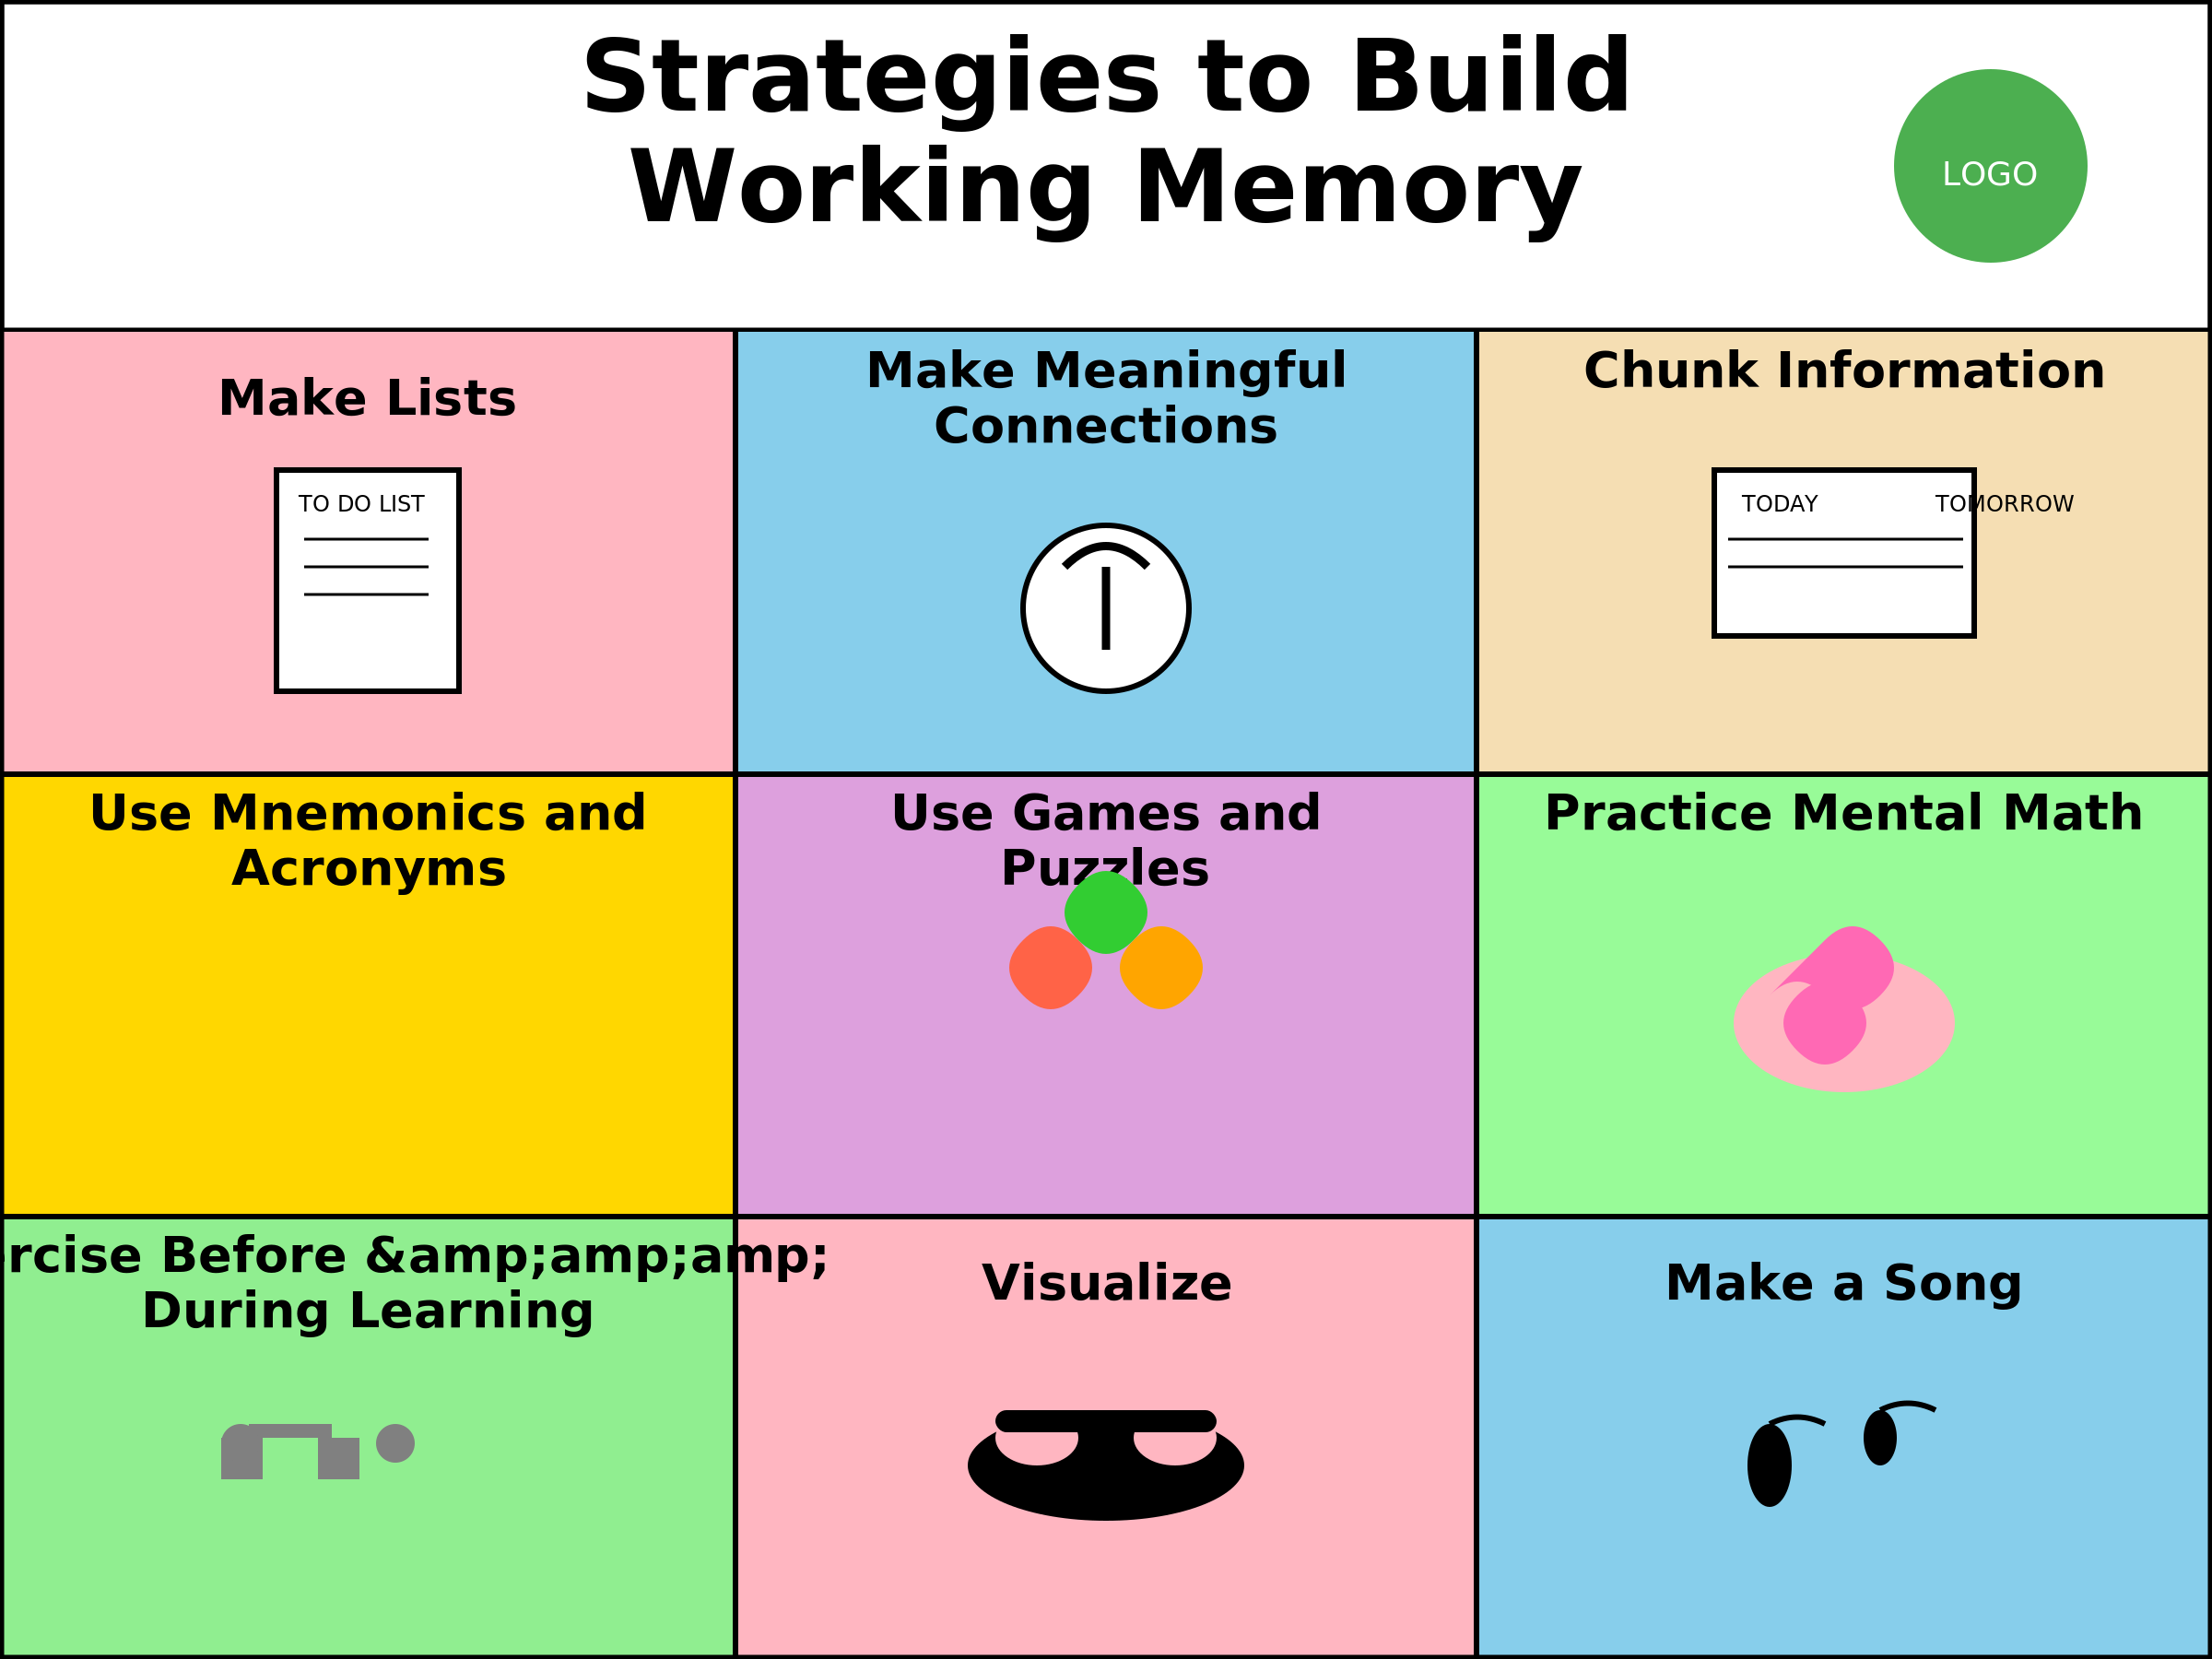 Strategies to Build
Working Memory
LOGO
Make Lists
TO DO LIST
Make Meaningful
Connections
Chunk Information
TODAY TOMORROW
Use Mnemonics and
Acronyms
Use Games and
Puzzles
Practice Mental Math
rcise Before &amp;amp;amp;
During Learning
Visualize
Make a Song